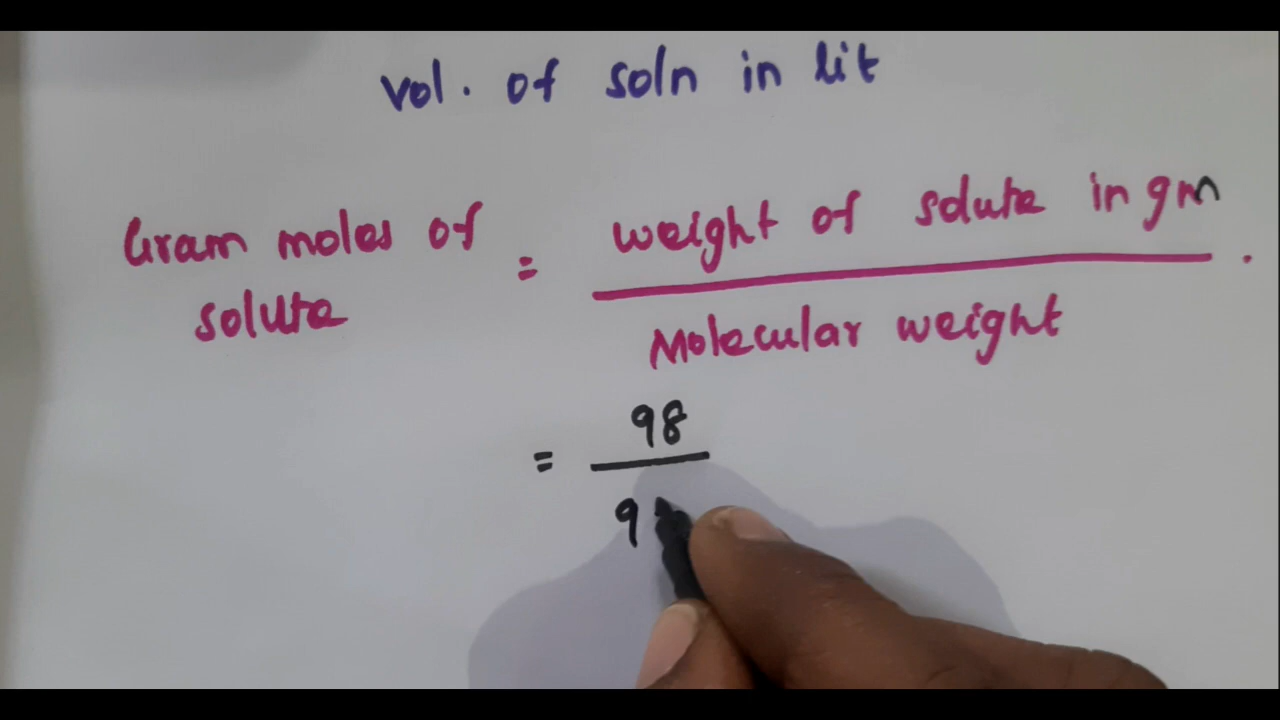 vol. of soln in lit
Gram moles of solute = weight of solute in gm .
Molecular weight
= 98
9